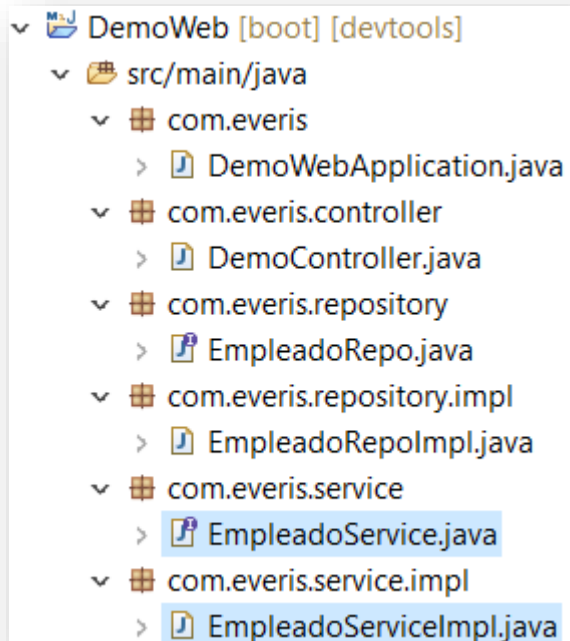 DemoWeb [boot] [devtools]
src/main/java
com.everis
DemoWebApplication.java
com.everis.controller
DemoController.java
com.everis.repository
EmpleadoRepo.java
com.everis.repository.impl
EmpleadoRepoImpl.java
com.everis.service
EmpleadoService.java
com.everis.service.impl
EmpleadoServiceImpl.java